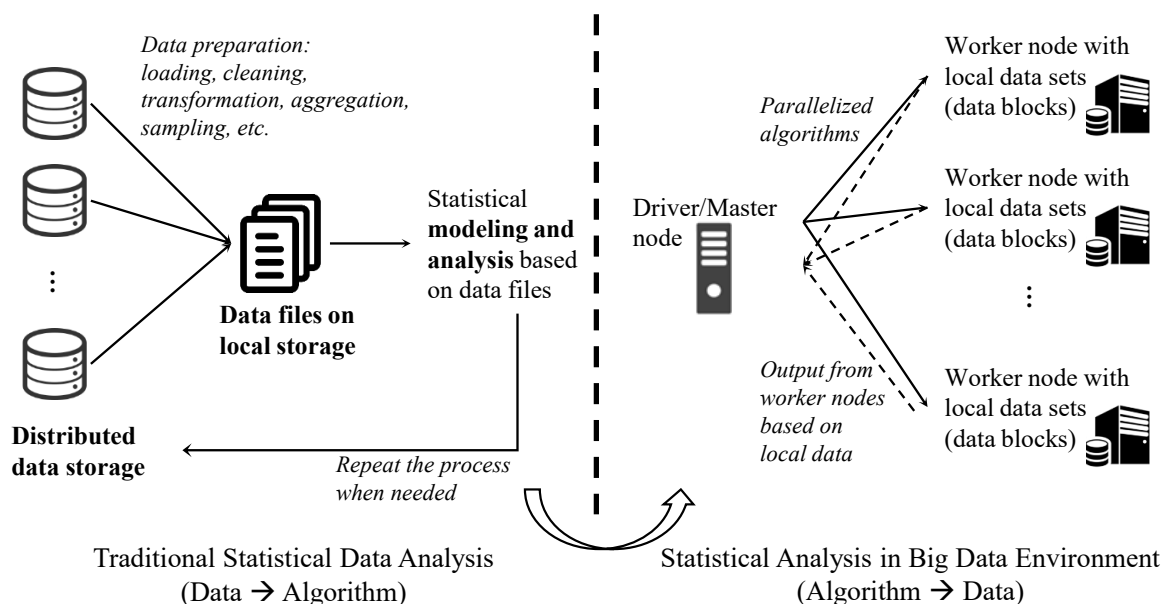 Data preparation:
loading, cleaning,
transformation, aggregation,
sampling, etc.
Statistical
modeling and
analysis based
on data files
Data files on
local storage
Distributed
data storage
Repeat the process
when needed
Traditional Statistical Data Analysis
(Data → Algorithm)
Worker node with
local data sets
(data blocks)
Parallelized
algorithms
Worker node with
local data sets
(data blocks)
Driver/Master
node
Output from
worker nodes
based on
local data
Worker node with
local data sets
(data blocks)
Statistical Analysis in Big Data Environment
(Algorithm → Data)